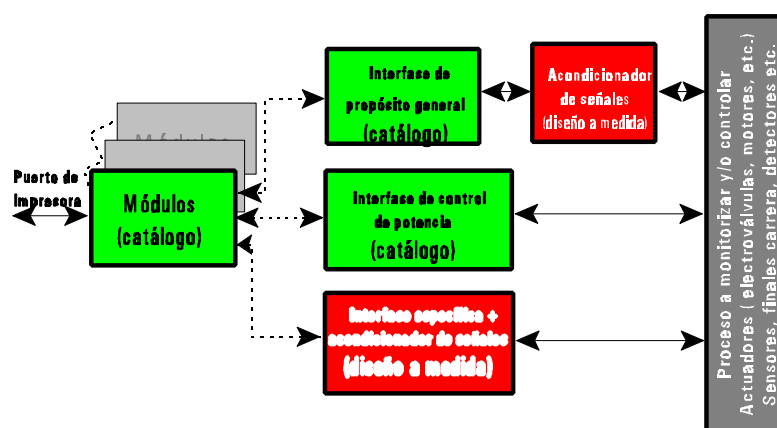 Puerto de
Impresora
Módulos
Módulos
(catálogo)
Interfase de
propósito general
(catálogo)
Acondicionador
de señales
(diseño a medida)
Interfase de control
de potencia
(catálogo)
Interfase específica +
acondicionador de señales
(diseño a medida)
Proceso a monitorizar y/o controlar
Actuadores ( electroválvulas, motores, etc.)
Sensores, finales carrera, detectores etc.